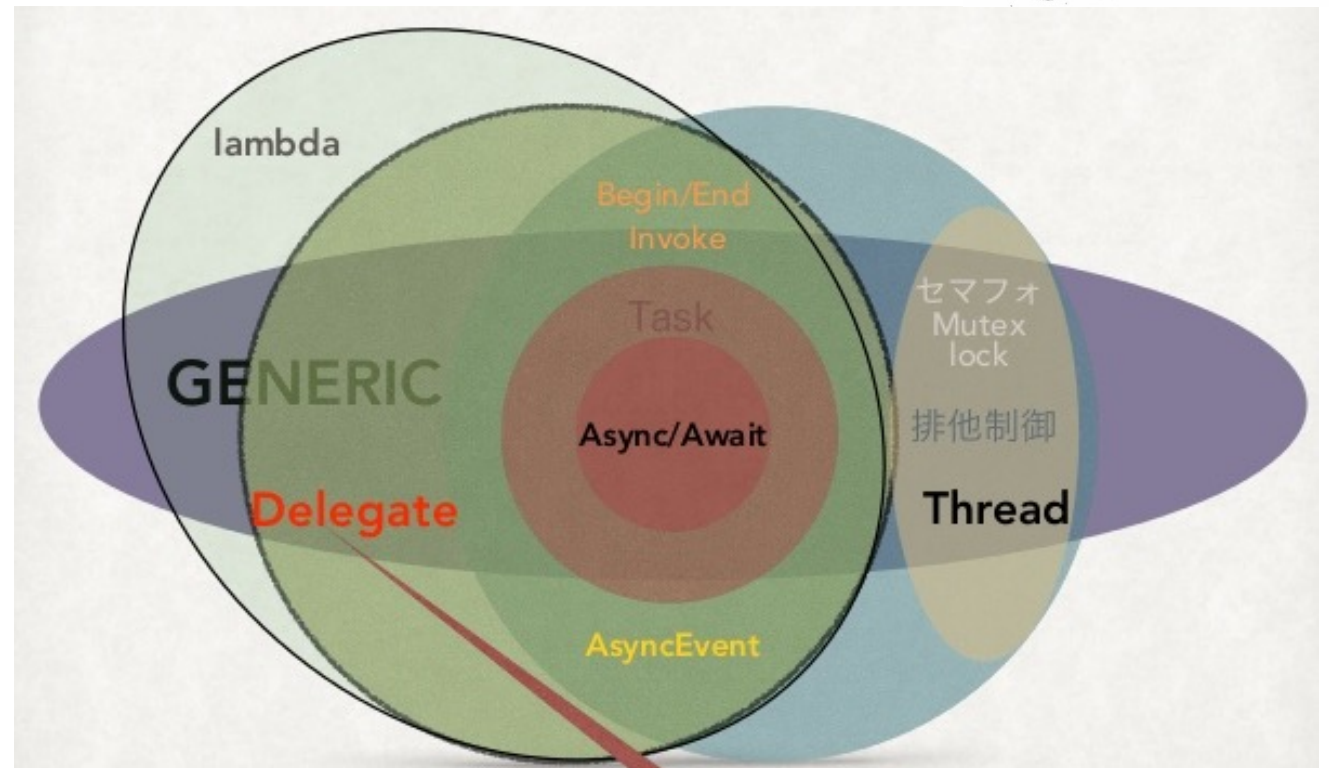 lambda
Begin/End
Invoke
セマフォ
Mutex
lock
Task
GENERIC
排他制御
Async/Await
Delegate
Thread
AsyncEvent